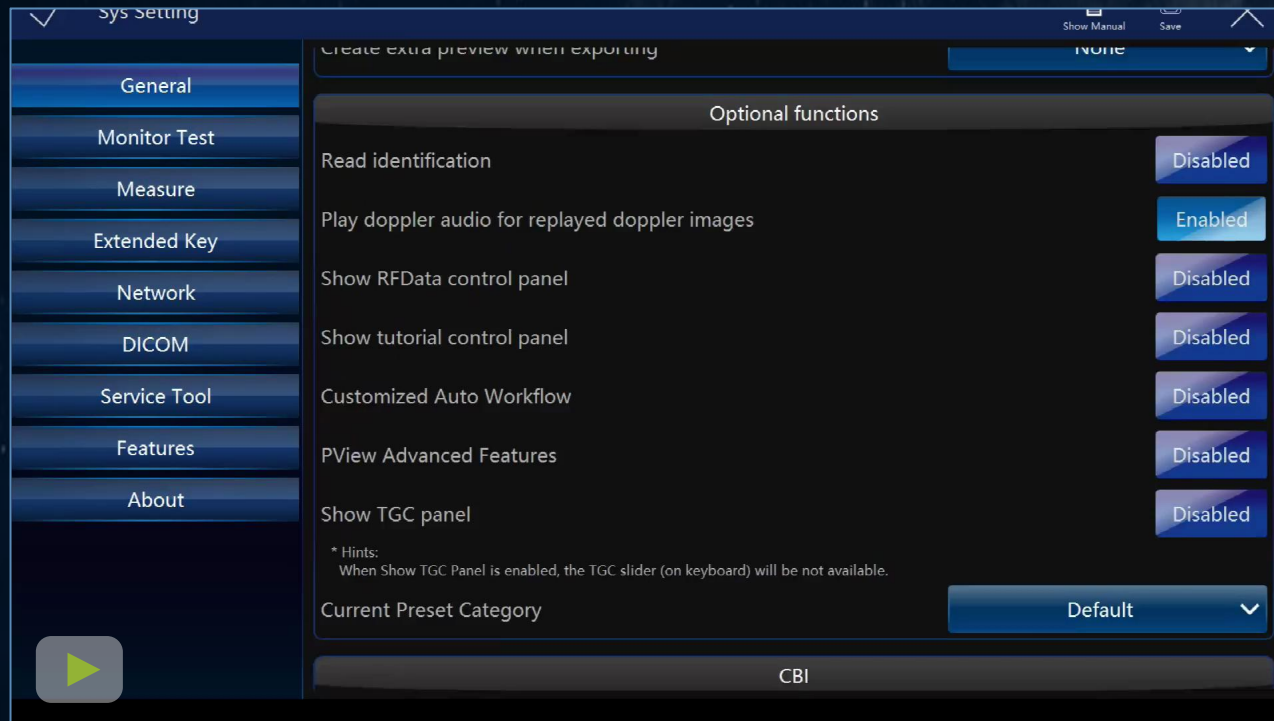 Sys Setting
Show Manual
Save
General
Monitor Test
Measure
Extended Key
Network
DICOM
Service Tool
Features
About
Create extra preview when exporting
None
Optional functions
Read identification
Disabled
Play doppler audio for replayed doppler images
Enabled
Show RFData control panel
Disabled
Show tutorial control panel
Disabled
Customized Auto Workflow
Disabled
PView Advanced Features
Disabled
Show TGC panel
Disabled
* Hints:
When Show TGC Panel is enabled, the TGC slider (on keyboard) will be not available.
Current Preset Category
Default
CBI